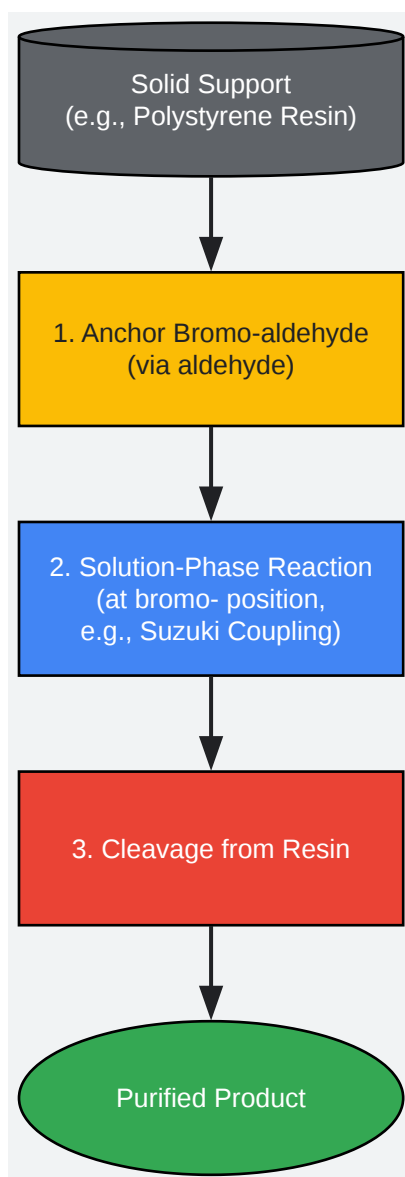 Solid Support
(e.g., Polystyrene Resin)
1. Anchor Bromo-aldehyde
(via aldehyde)
2. Solution-Phase Reaction
(at bromo- position,
e.g., Suzuki Coupling)
3. Cleavage from Resin
Purified Product